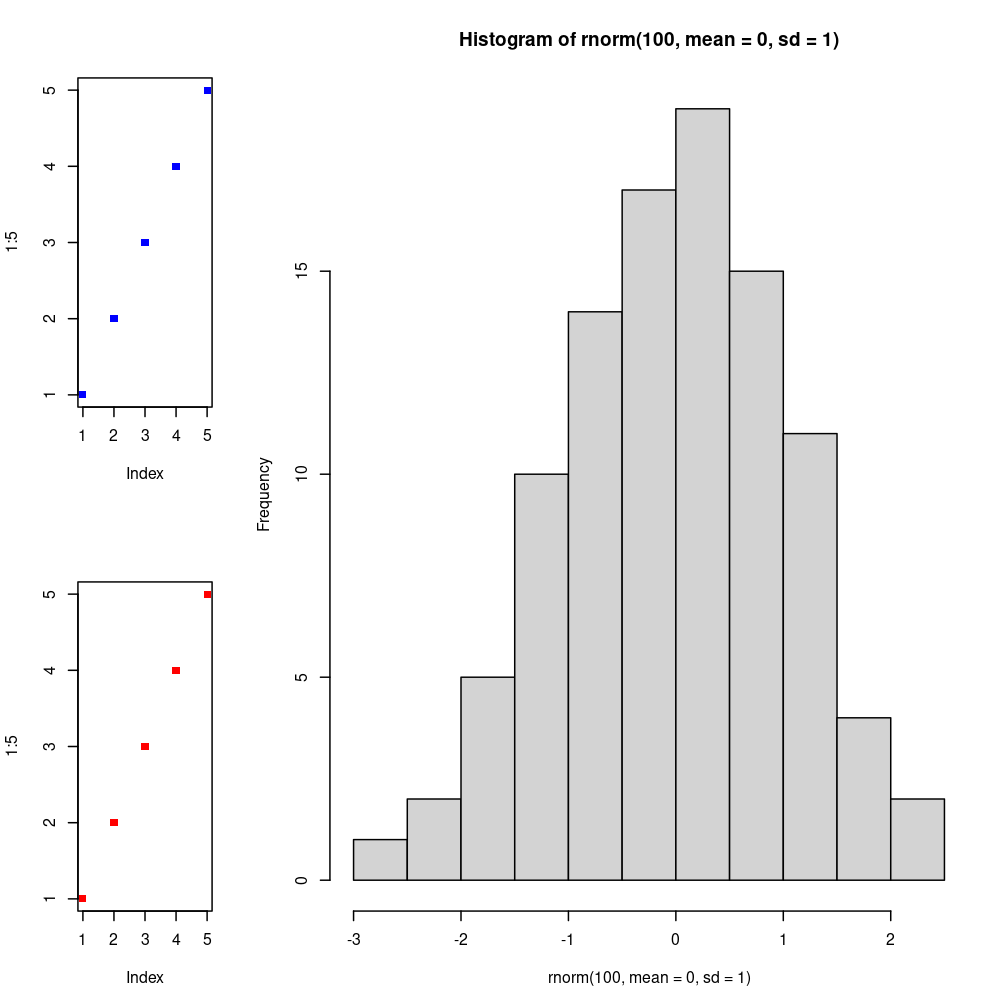 5
4
3
2
1
1:5
1 2 3 4 5
Index
5
4
3
2
1
1:5
1 2 3 4 5
Index
Histogram of rnorm(100, mean = 0, sd = 1)
15
10
5
0
Frequency
-3 -2 -1 0 1 2
rnorm(100, mean = 0, sd = 1)